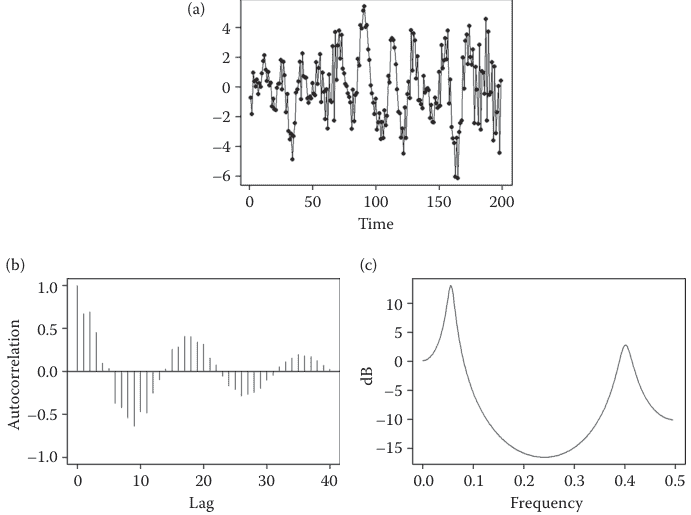 (a)
4
2
0
−2
−4
−6
0 50 100 150 200
Time
(b)
1.0
0.5
0.0
−0.5
−1.0
Autocorrelation
0 10 20 30 40
Lag
(c)
10
5
0
−5
−10
−15
dB
0.0 0.1 0.2 0.3 0.4 0.5
Frequency